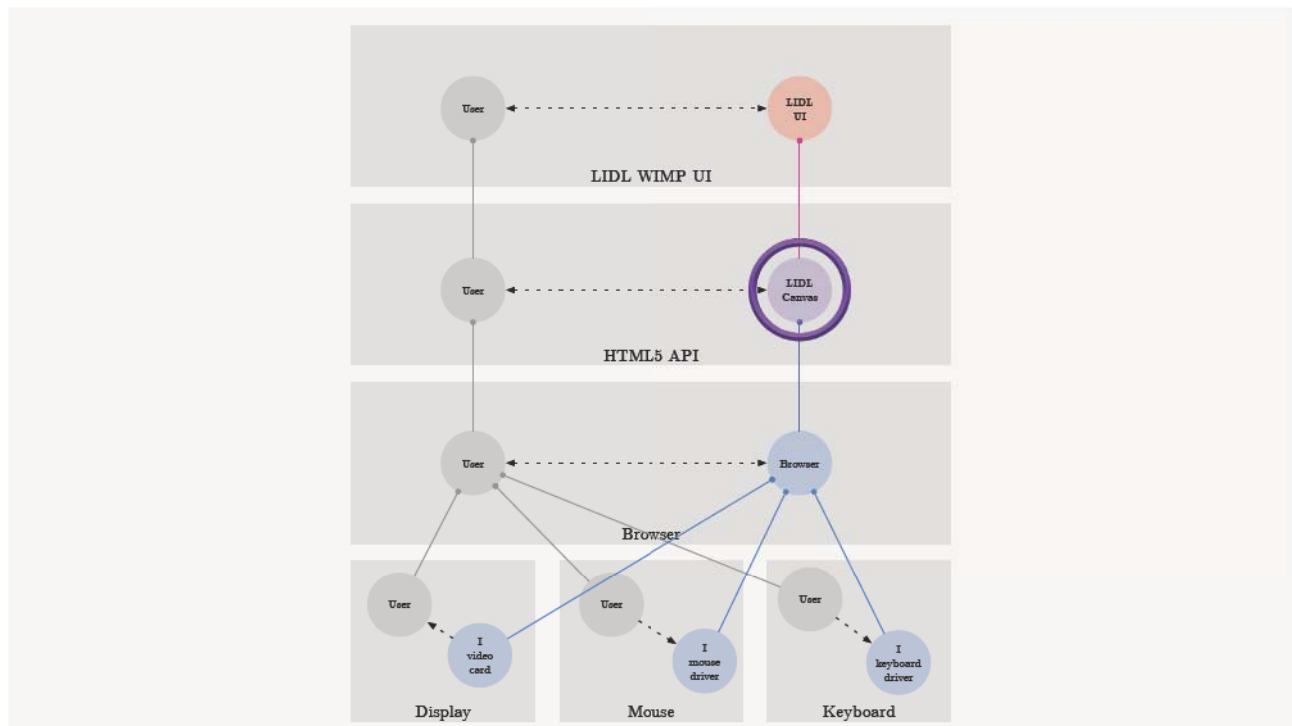 User
LIDL
UI
LIDL WIMP UI
User
LIDL
Canvas
HTML5 API
User
Browser
Browser
User
I
video
card
Display
User
I
mouse
driver
Mouse
User
I
keyboard
driver
Keyboard